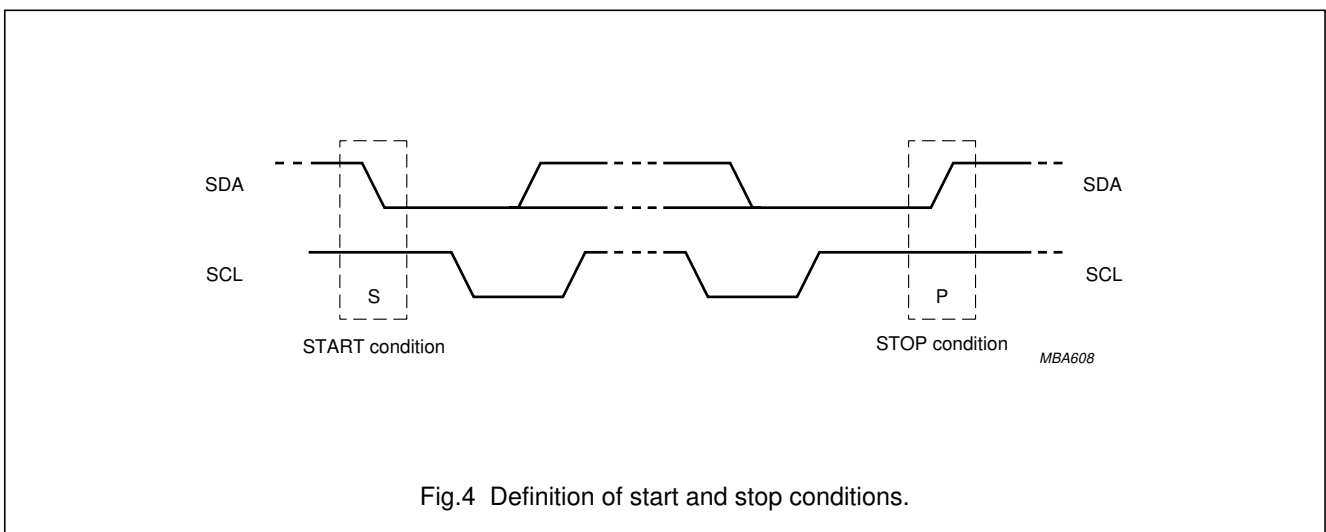 SDA
SDA
SCL
SCL
S
P
START condition
STOP condition
MBA608
Fig.4 Definition of start and stop conditions.